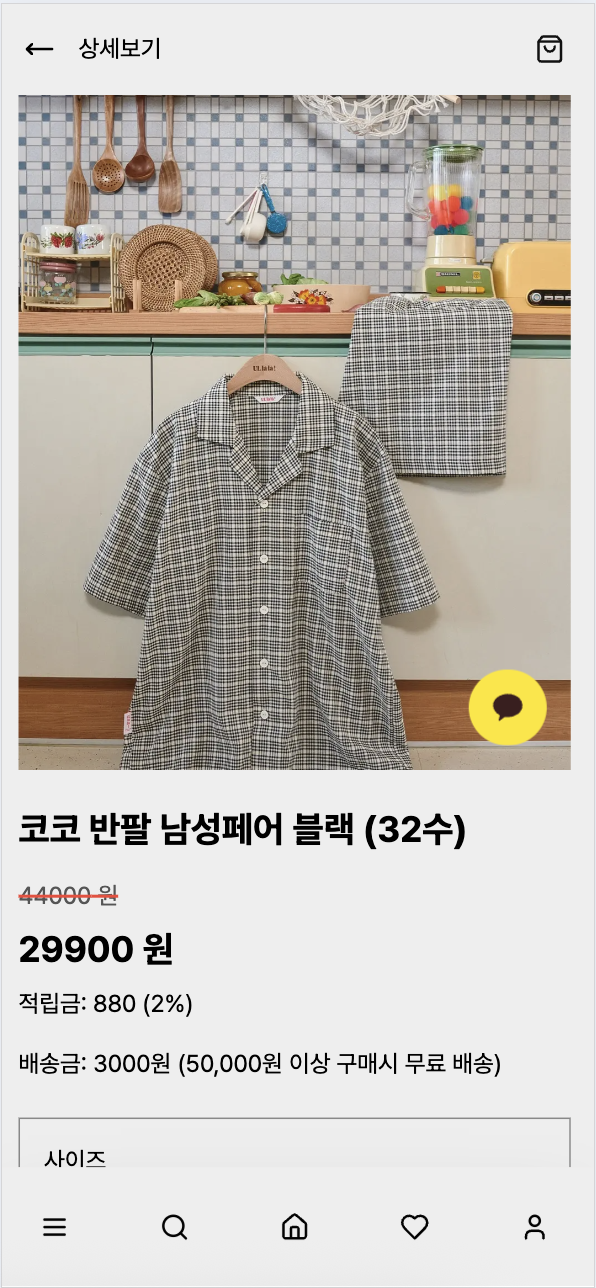 상세보기
코코 반팔 남성페어 블랙 (32수)
44000 원
29900 원
적립금: 880 (2%)
배송금: 3000원 (50,000원 이상 구매시 무료 배송)
사이즈